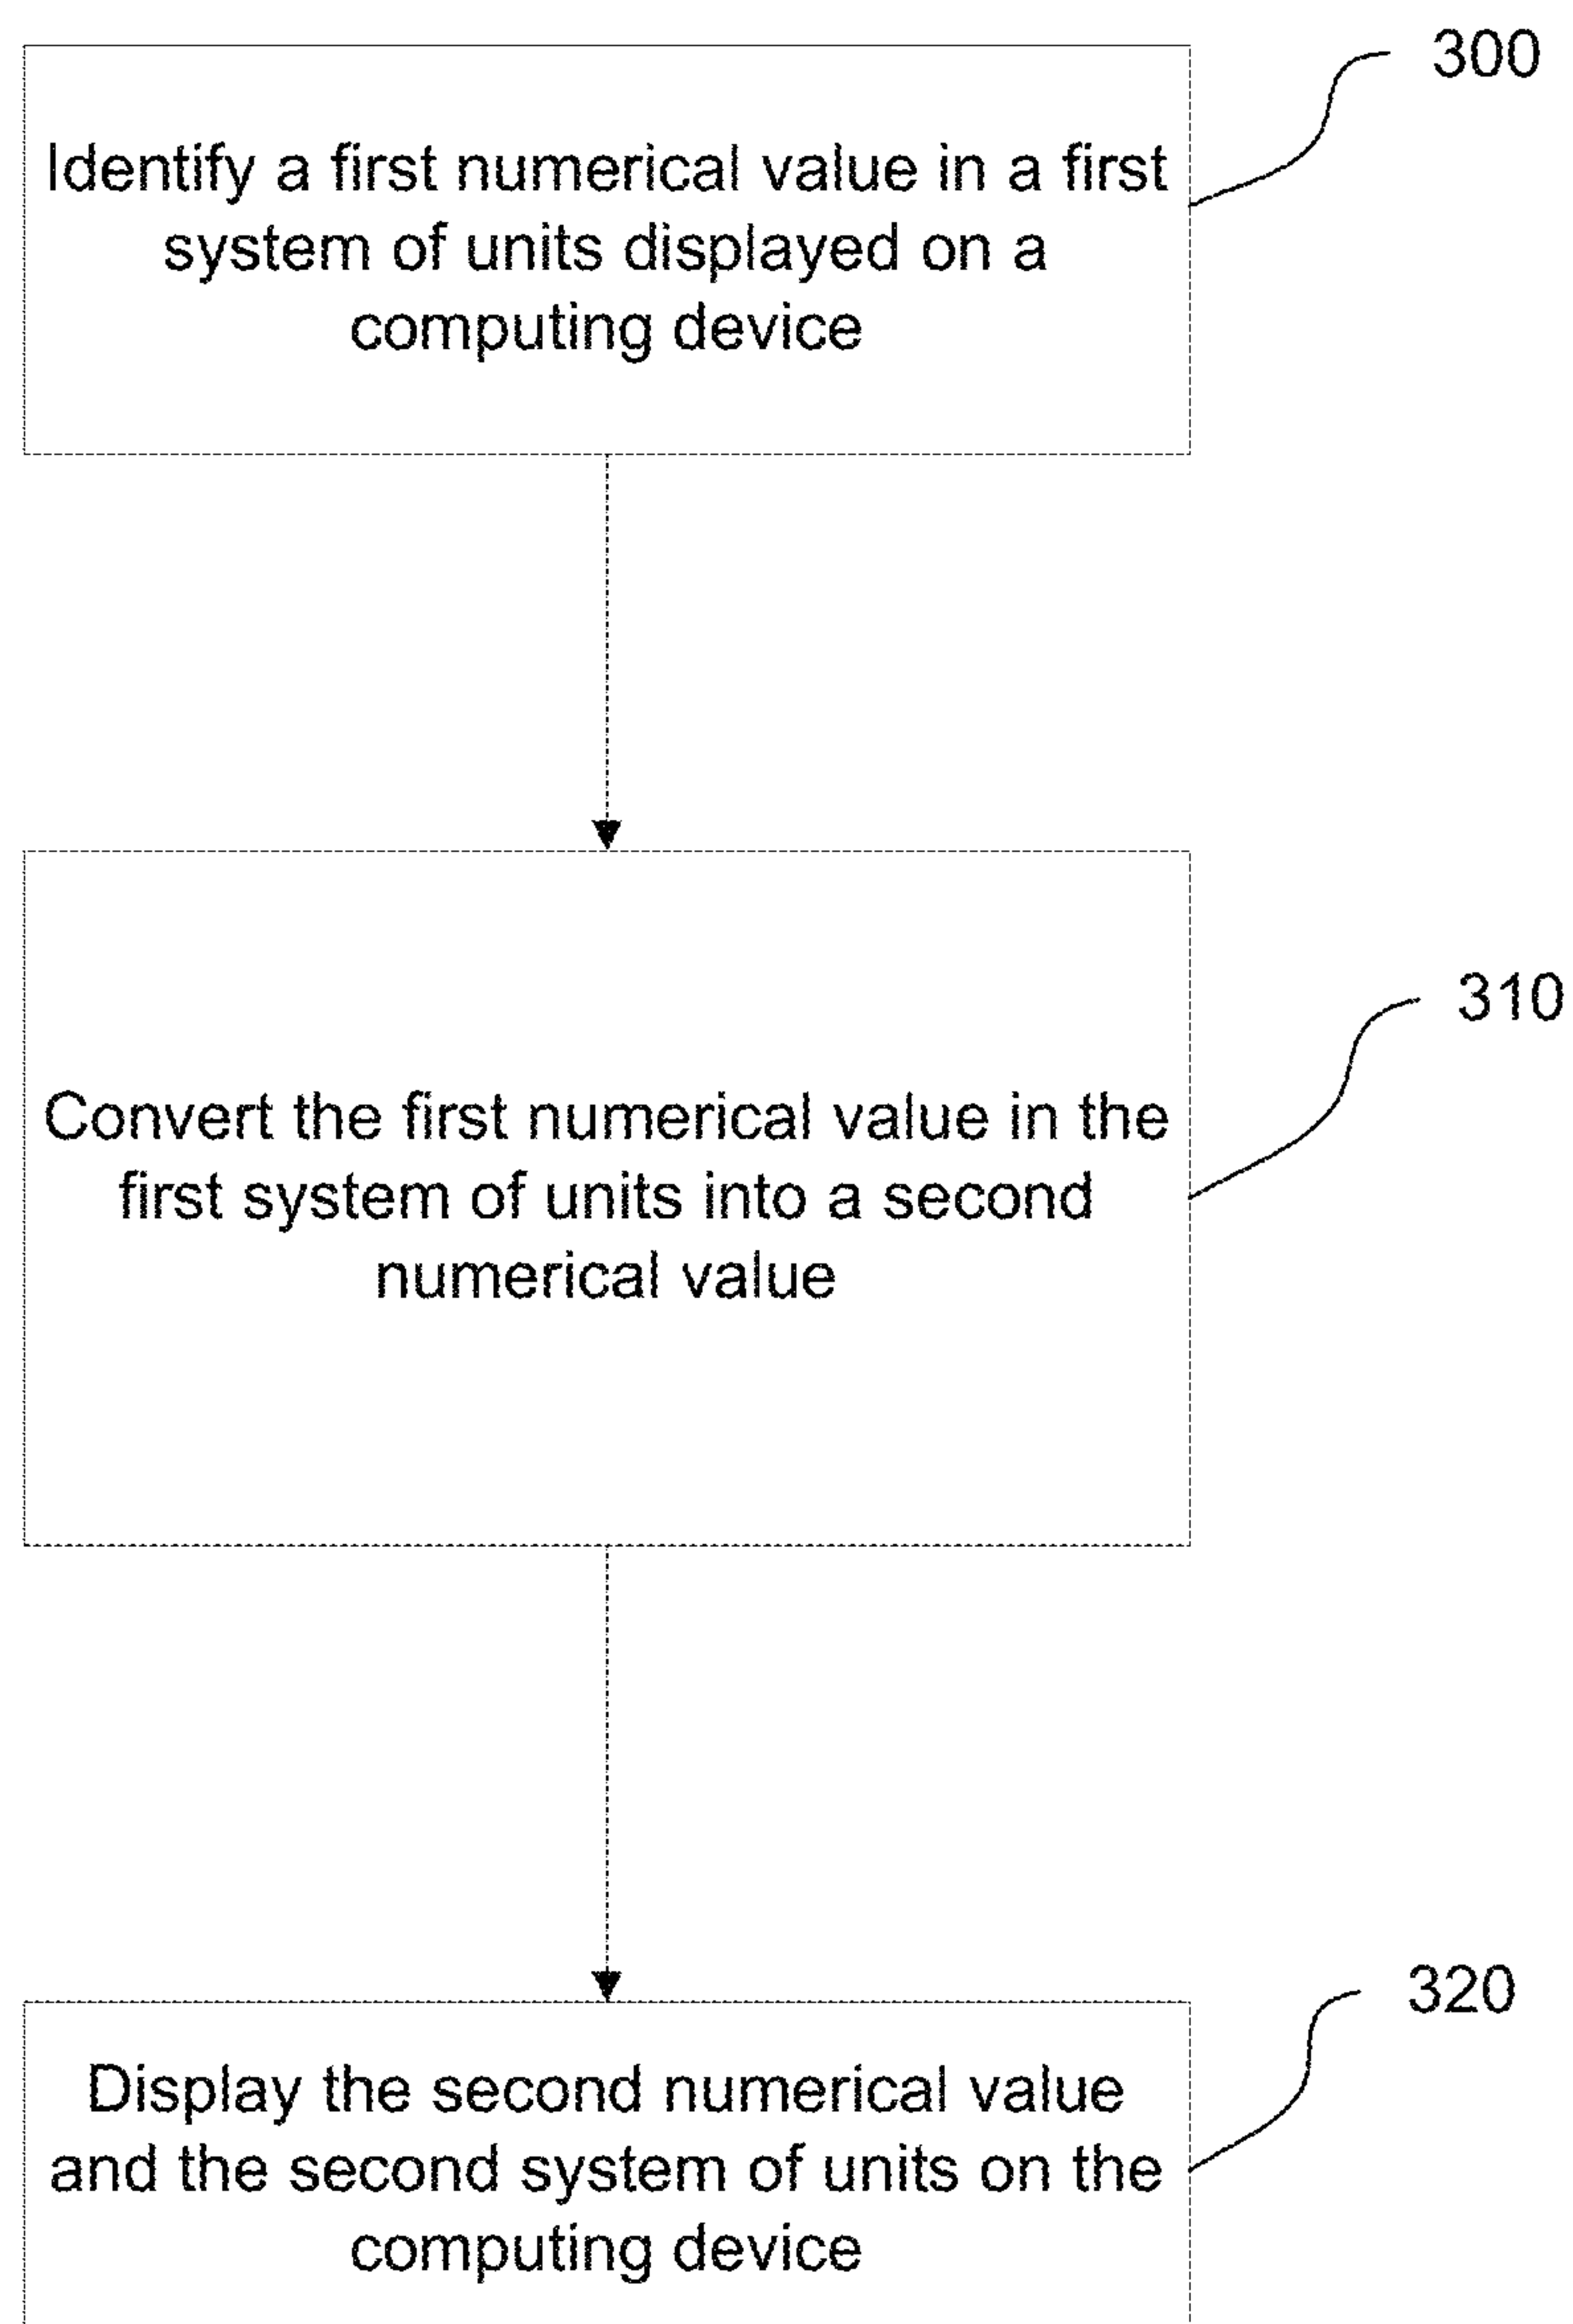 300
Identify a first numerical value in a first
system of units displayed on a
computing device
310
Convert the first numerical value in the
first system of units into a second
numerical value
320
Display the second numerical value
and the second system of units on the
computing device